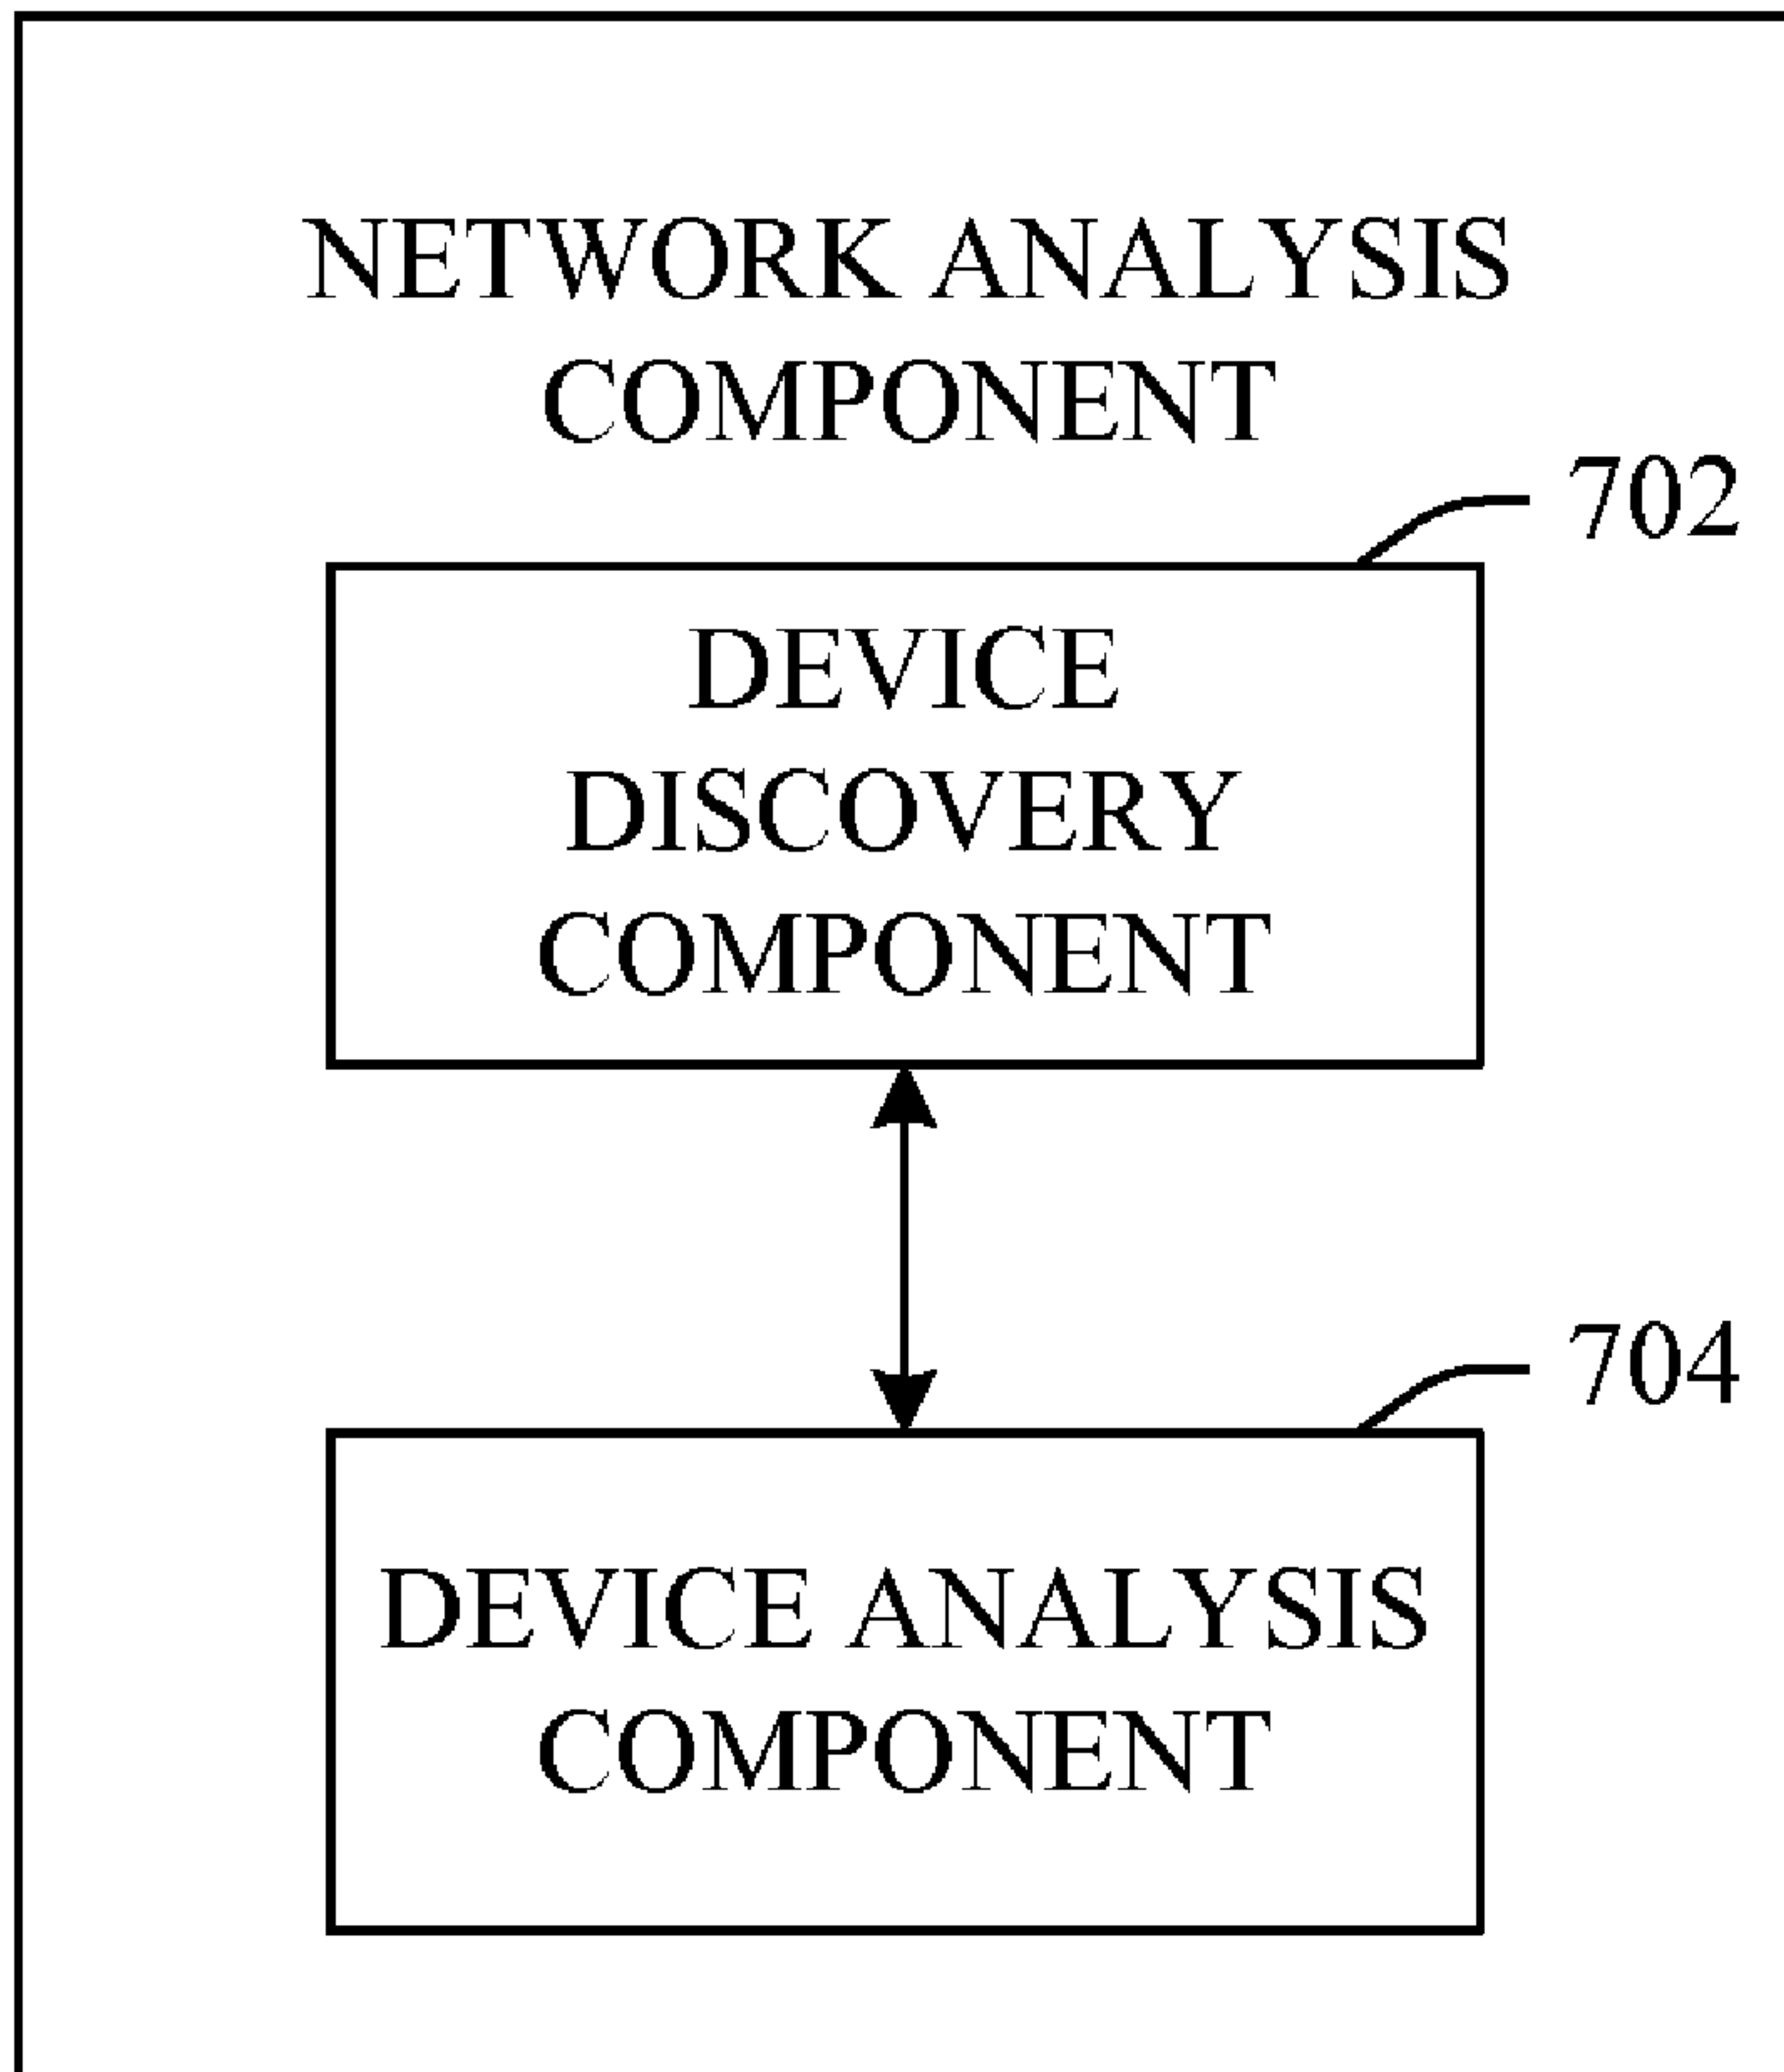 NETWORK ANALYSIS
COMPONENT
702
DEVICE
DISCOVERY
COMPONENT
704
DEVICE ANALYSIS
COMPONENT